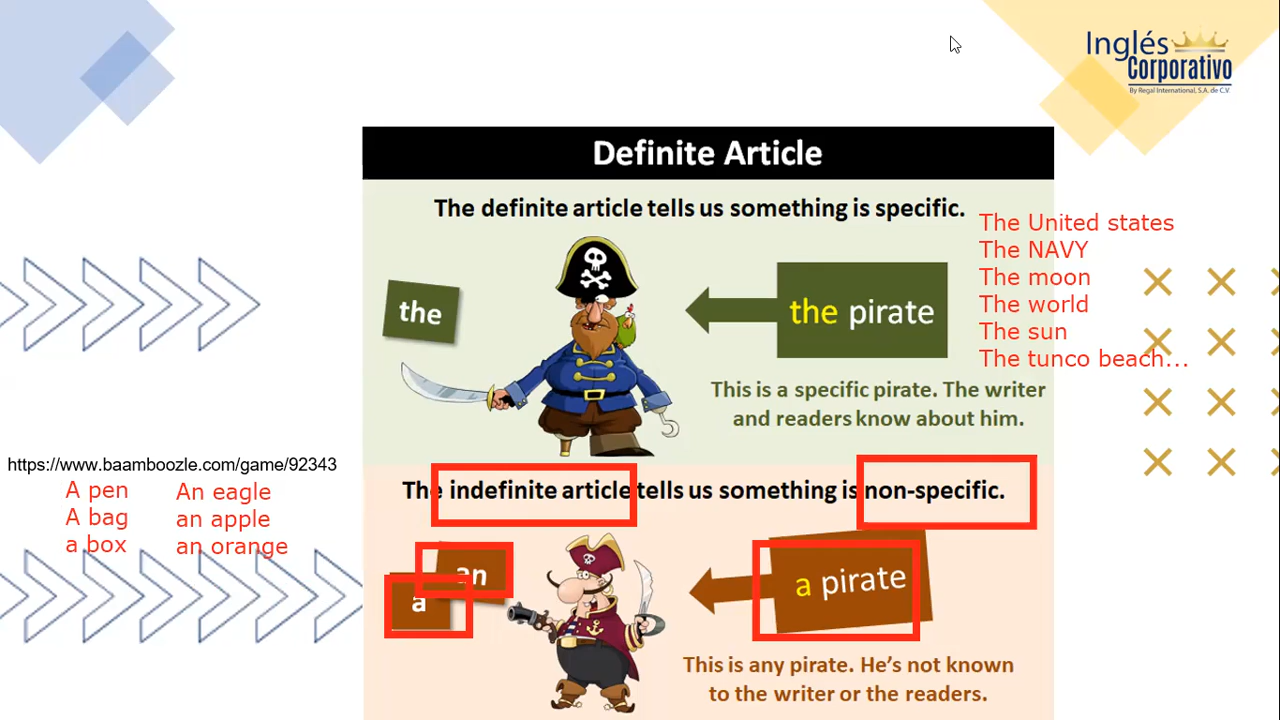 Inglés
Corporativo
By Regal International, S.A. de C.V.
Definite Article
The definite article tells us something is specific.
the
the pirate
This is a specific pirate. The writer
and readers know about him.
The United states
The NAVY
The moon
The world
The sun
The tunco beach...
https://www.baamboozle.com/game/92343
A pen
A bag
a box
An eagle
an apple
an orange
The indefinite article tells us something is non-specific.
an
a
a pirate
This is any pirate. He's not known
to the writer or the readers.